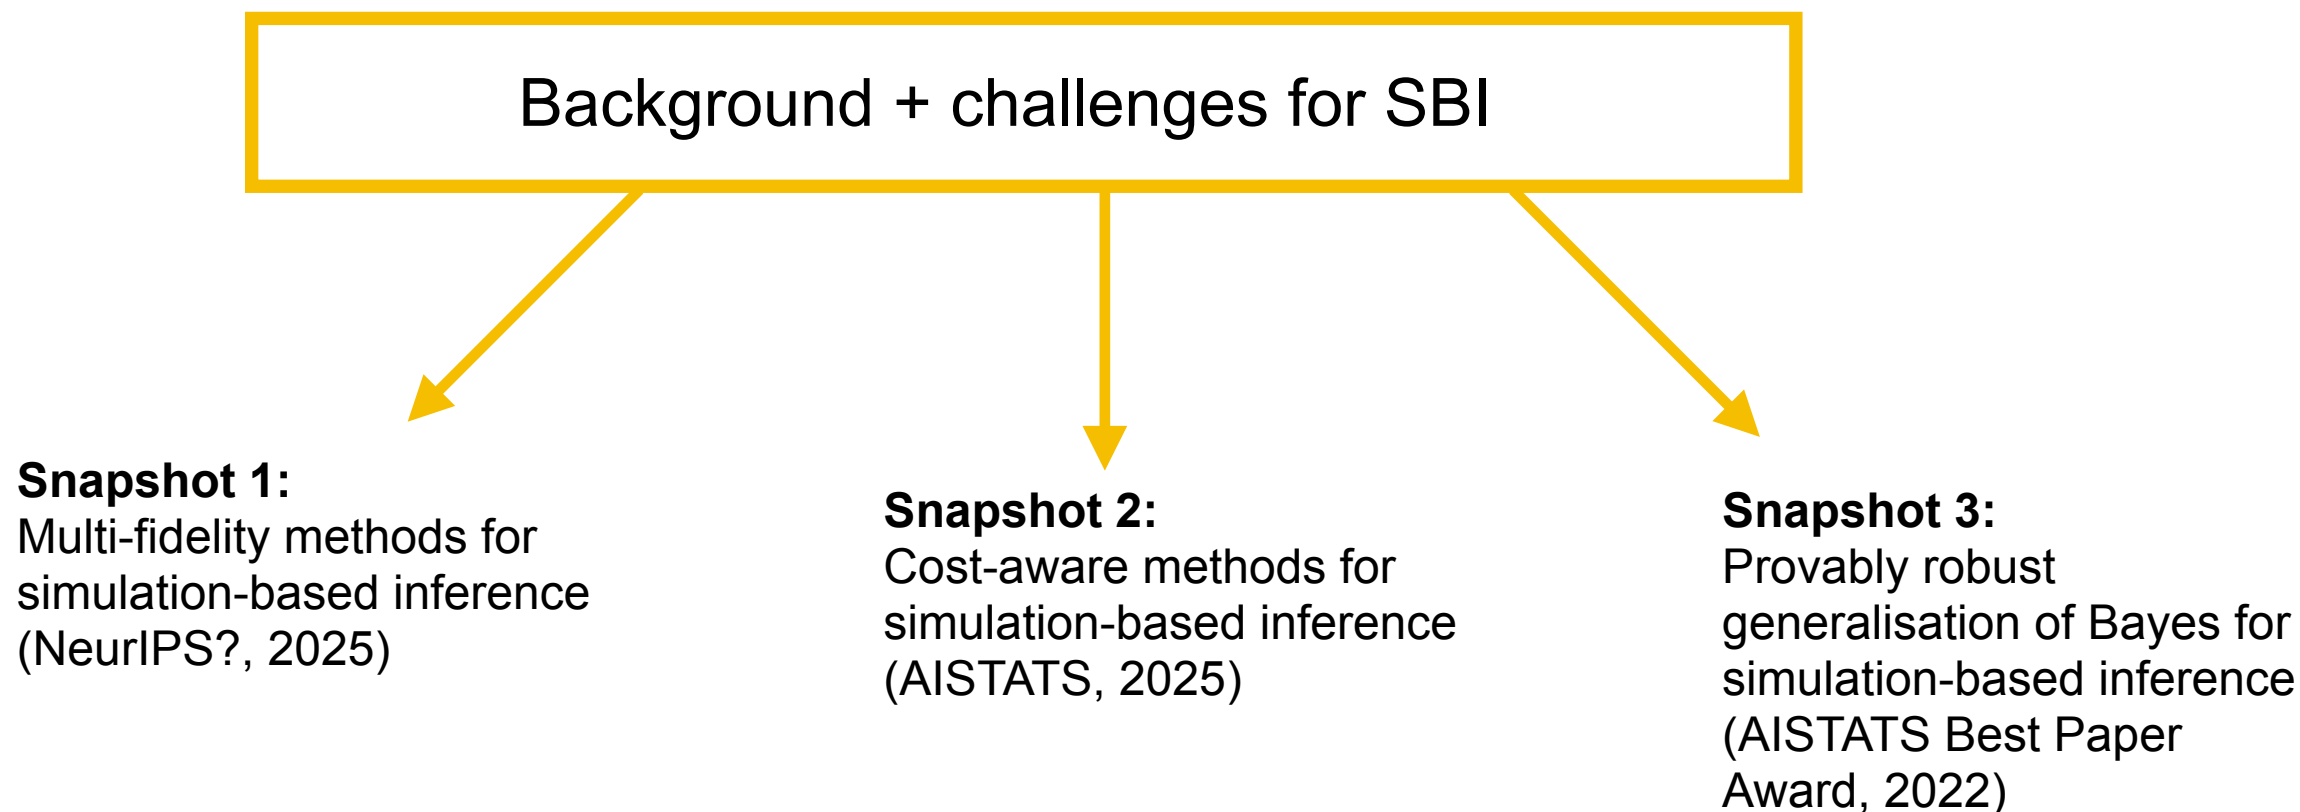 Background + challenges for SBI
Snapshot 1:
Multi-fidelity methods for
simulation-based inference
(NeurIPS?, 2025)
Snapshot 2:
Cost-aware methods for
simulation-based inference
(AISTATS, 2025)
Snapshot 3:
Provably robust
generalisation of Bayes for
simulation-based inference
(AISTATS Best Paper
Award, 2022)